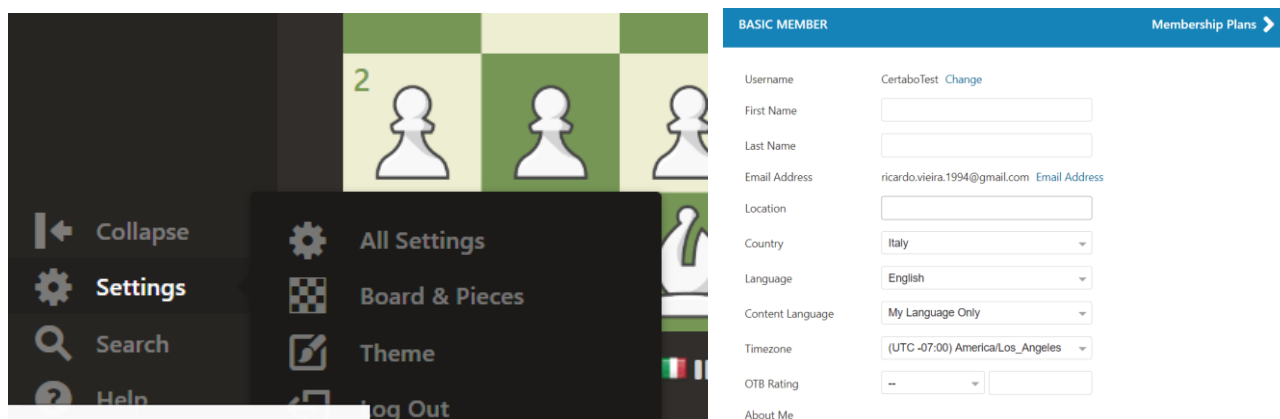 2
Collapse
Settings
Search
Help
All Settings
Board & Pieces
Theme
Log Out
BASIC MEMBER Membership Plans
Username CertaboTest Change
First Name
Last Name
Email Address ricardo.vieira.1994@gmail.com Email Address
Location
Country Italy
Language English
Content Language My Language Only
Timezone (UTC -07:00) America/Los_Angeles
OTB Rating --
About Me